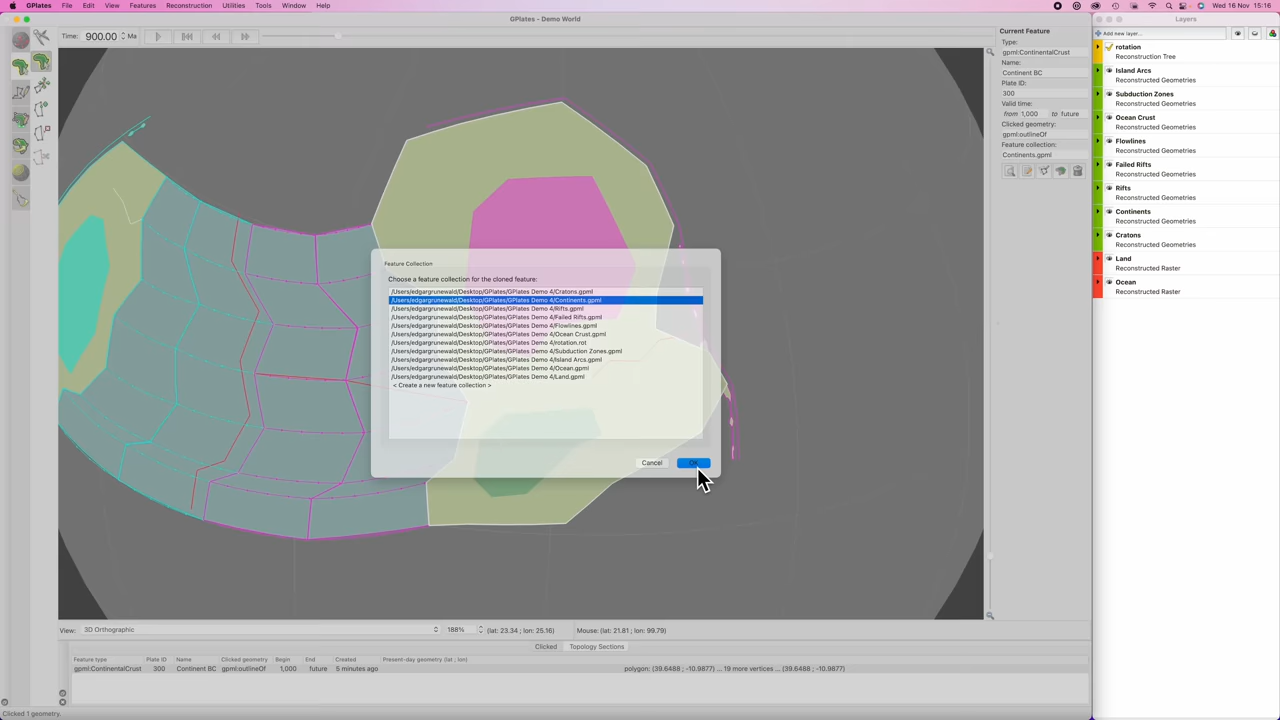 GPlates File Edit View Features Reconstruction Utilities Tools Window Help Wed 16 Nov 15:16
GPlates - Demo World
Layers
Time: 900.00 Ma
Current Feature
Type:
gpml:ContinentalCrust
Name:
Continent BC
Plate ID:
300
Valid time:
from 1,000 to future
Clicked geometry:
gpml:outlineOf
Feature collection:
Continents.gpml
Add new layer...
rotation
Reconstruction Tree
Island Arcs
Reconstructed Geometries
Subduction Zones
Reconstructed Geometries
Ocean Crust
Reconstructed Geometries
Flowlines
Reconstructed Geometries
Failed Rifts
Reconstructed Geometries
Rifts
Reconstructed Geometries
Continents
Reconstructed Geometries
Cratons
Reconstructed Geometries
Land
Reconstructed Raster
Ocean
Reconstructed Raster
Feature Collection
Choose a feature collection for the cloned feature:
/Users/edgargrunewald/Desktop/GPlates/GPlates Demo 4/Cratons.gpml
/Users/edgargrunewald/Desktop/GPlates/GPlates Demo 4/Continents.gpml
/Users/edgargrunewald/Desktop/GPlates/GPlates Demo 4/Rifts.gpml
/Users/edgargrunewald/Desktop/GPlates/GPlates Demo 4/Failed Rifts.gpml
/Users/edgargrunewald/Desktop/GPlates/GPlates Demo 4/Flowlines.gpml
/Users/edgargrunewald/Desktop/GPlates/GPlates Demo 4/Ocean Crust.gpml
/Users/edgargrunewald/Desktop/GPlates/GPlates Demo 4/rotation.rot
/Users/edgargrunewald/Desktop/GPlates/GPlates Demo 4/Subduction Zones.gpml
/Users/edgargrunewald/Desktop/GPlates/GPlates Demo 4/Island Arcs.gpml
/Users/edgargrunewald/Desktop/GPlates/GPlates Demo 4/Ocean.gpml
/Users/edgargrunewald/Desktop/GPlates/GPlates Demo 4/Land.gpml
< Create a new feature collection >
Cancel OK
View: 3D Orthographic 188% (lat: 23.34 ; lon: 25.16) Mouse: (lat: 21.81 ; lon: 99.79)
Clicked Topology Sections
Feature type Plate ID Name Clicked geometry Begin End Created Present-day geometry (lat ; lon)
gpml:ContinentalCrust 300 Continent BC gpml:outlineOf 1,000 future 5 minutes ago polygon: (39.6488 ; -10.9877) ... 19 more vertices ... (39.6488 ; -10.9877)
Clicked 1 geometry.